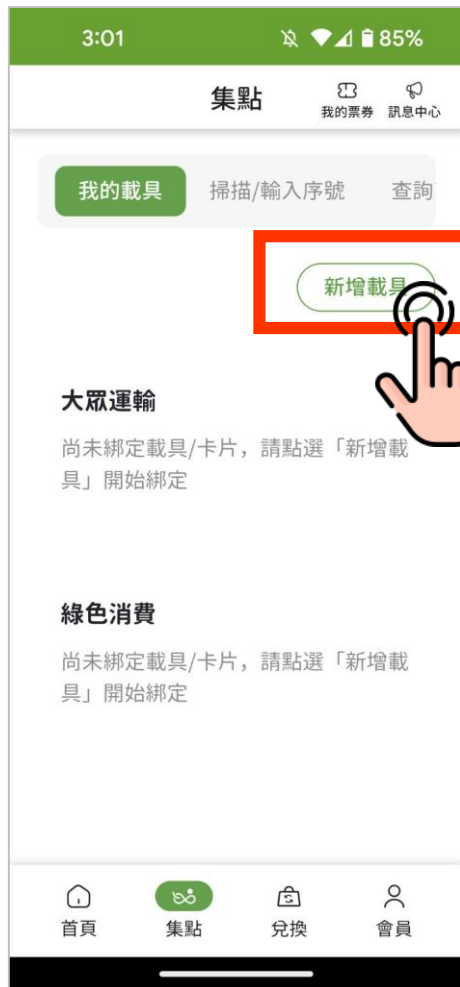 3:01
85%
集點
我的票券
訊息中心
我的載具
掃描/輸入序號
查詢
新增載具
大眾運輸
尚未綁定載具/卡片，請點選「新增載
具」開始綁定
綠色消費
尚未綁定載具/卡片，請點選「新增載
具」開始綁定
首頁
集點
兌換
會員